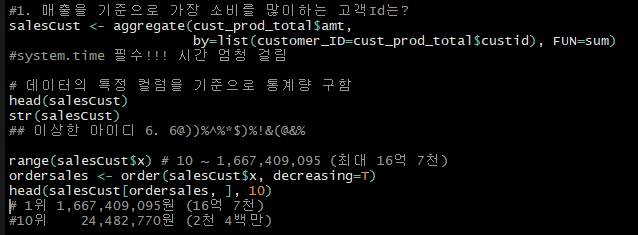 #1. 매출을 기준으로 가장 소비를 많이하는 고객Id는?
salesCust <- aggregate(cust_prod_total$amt,
by=list(customer_ID=cust_prod_total$custid), FUN=sum)
#system.time 필수!!! 시간 엄청 걸림
# 데이터의 특정 컬럼을 기준으로 통계량 구함
head(salesCust)
str(salesCust)
## 이상한 아이디 6. 6@))%^%*$)%!&(@&%
range(salesCust$x) # 10 ~ 1,667,409,095 (최대 16억 7천)
ordersales <- order(salesCust$x, decreasing=T)
head(salesCust[ordersales, ], 10)
# 1위 1,667,409,095원 (16억 7천)
#10위 24,482,770원 (2천 4백만)